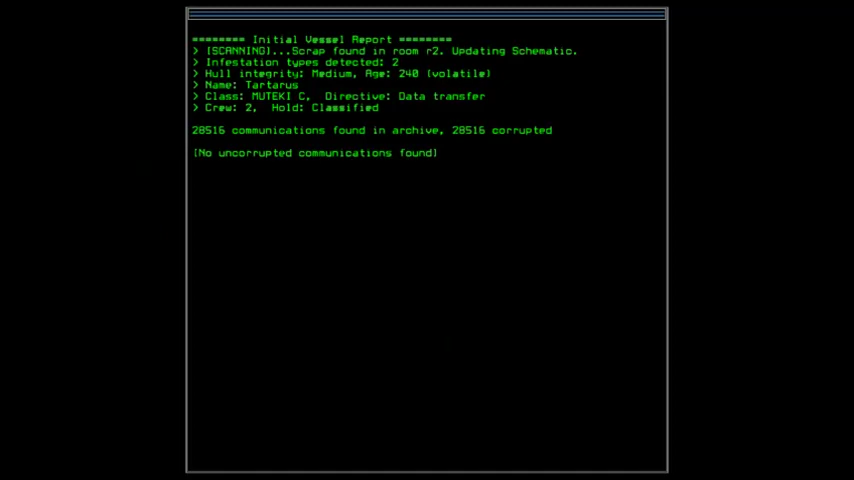 ======== Initial Vessel Report ========
> [SCANNING]...Scrap found in room r2. Updating Schematic.
> Infestation types detected: 2
> Hull integrity: Medium, Age: 240 (volatile)
> Name: Tartarus
> Class: MUTEKI C,  Directive: Data transfer
> Crew: 2,  Hold: Classified
28516 communications found in archive, 28516 corrupted
[No uncorrupted communications found]